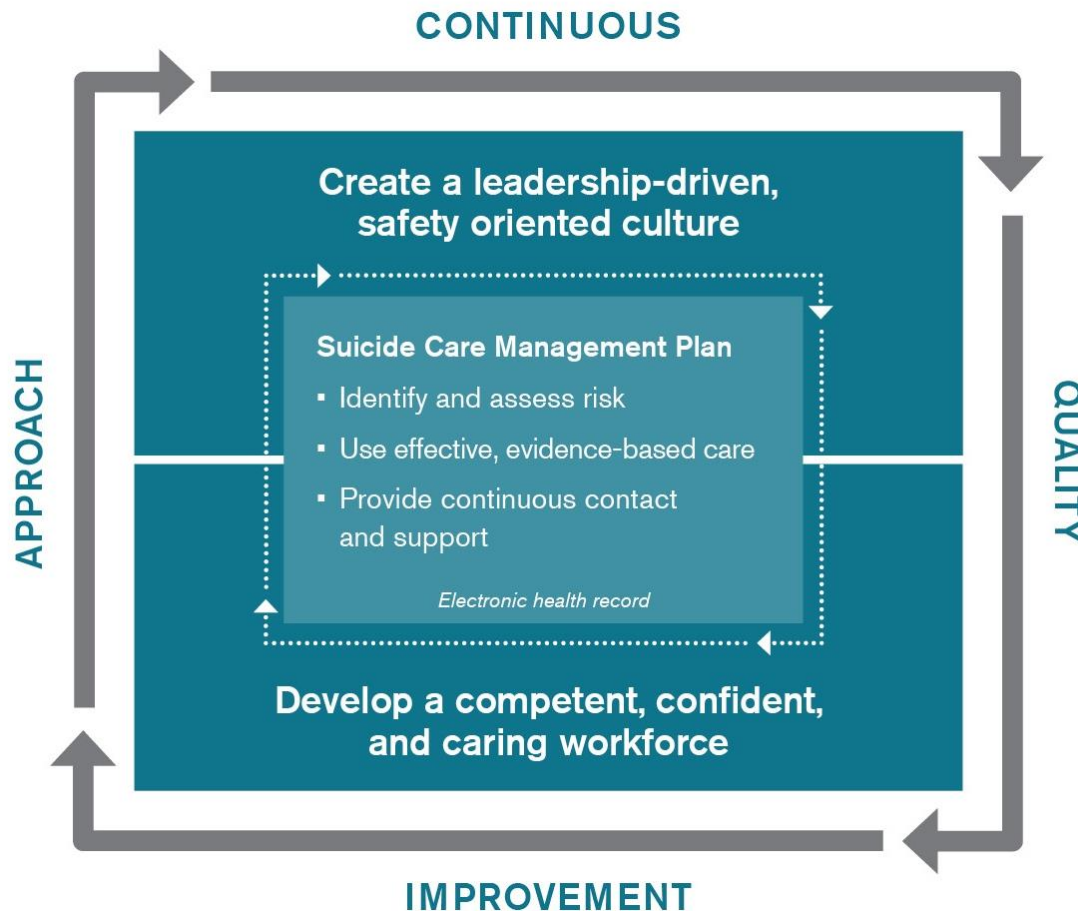 CONTINUOUS
Create a leadership-driven,
safety oriented culture
Suicide Care Management Plan
▪ Identify and assess risk
▪ Use effective, evidence-based care
▪ Provide continuous contact
and support
Electronic health record
Develop a competent, confident,
and caring workforce
QUALITY
IMPROVEMENT
APPROACH